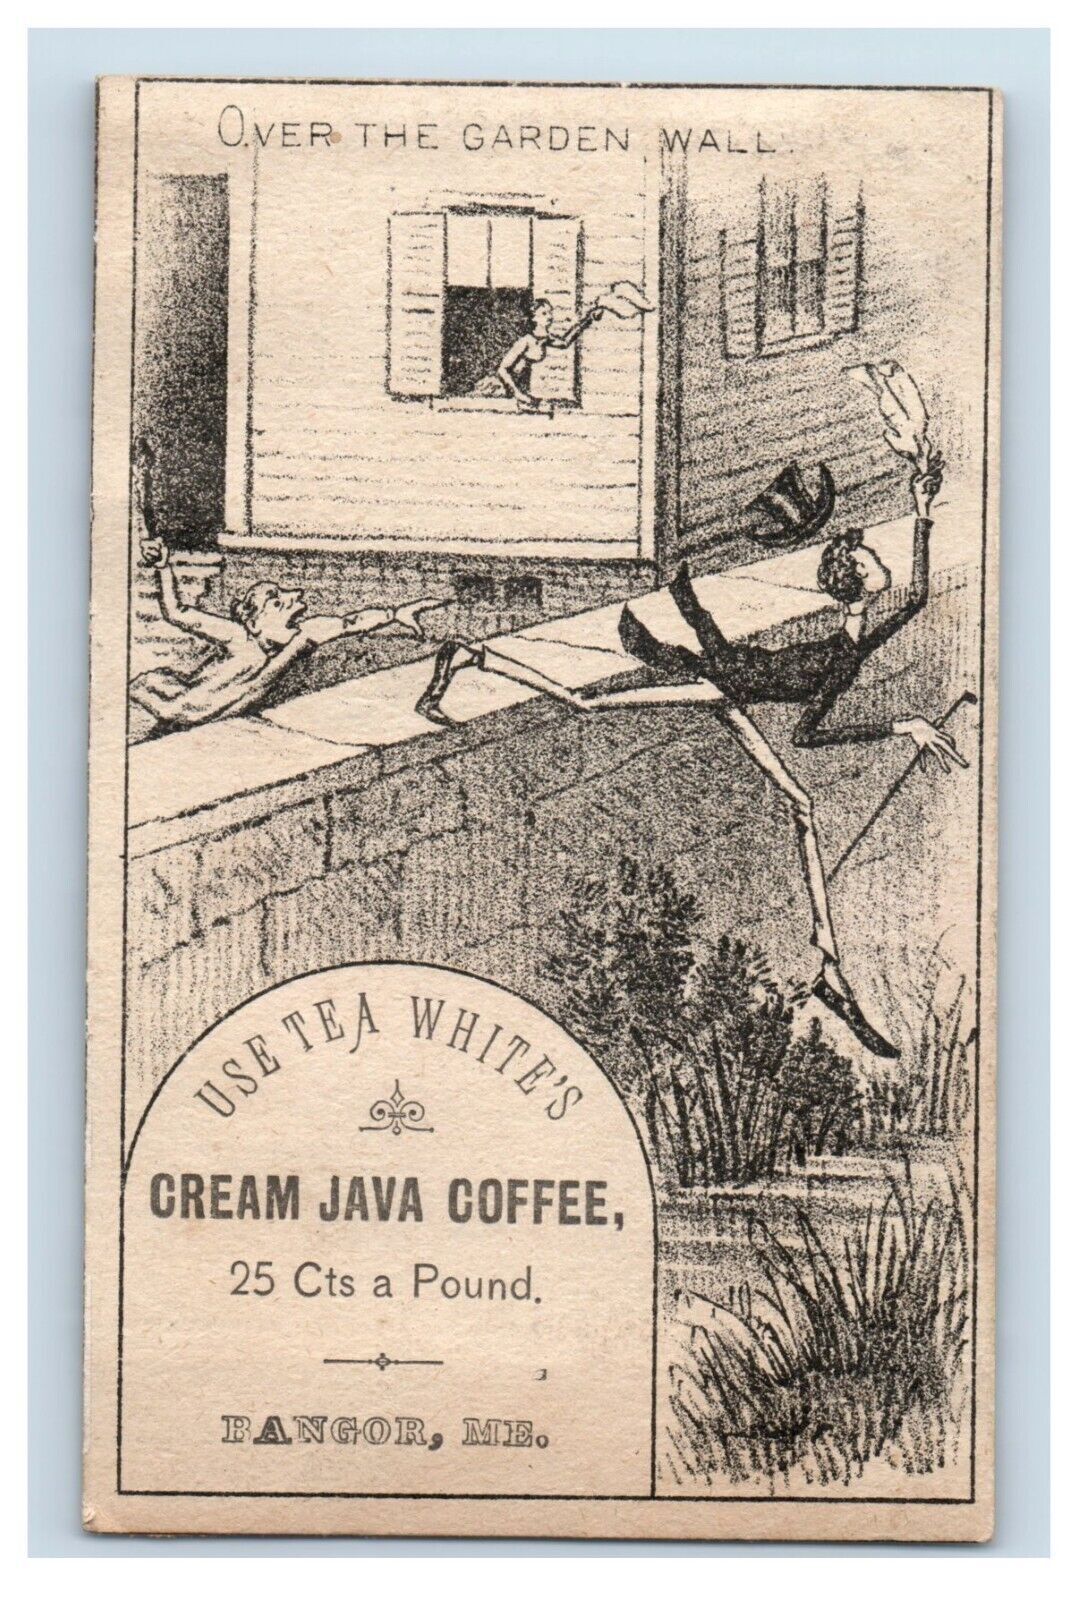 OVER THE GARDEN WALL.
USE TEA WHITE'S
CREAM JAVA COFFEE,
25 Cts a Pound.
BANGOR, ME.